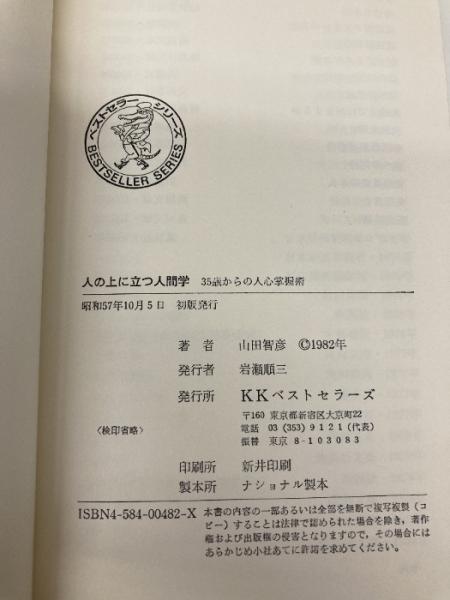 ベストセラーシリーズ
BESTSELLER SERIES
人の上に立つ人間学 35歳からの人心掌握術
昭和57年10月5日 初版発行
著者 山田智彦 ©1982年
発行者 岩瀬順三
発行所 KKベストセラーズ
〒160 東京都新宿区大京町22
〈検印省略〉 電話 03(353)9121(代表)
振替 東京 8-103083
印刷所 新井印刷
製本所 ナショナル製本
ISBN4-584-00482-X 本書の内容の一部あるいは全部を無断で複写複製(コ
ピー)することは法律で認められた場合を除き,著作
権および出版権の侵害となりますので,その場合には
あらかじめ小社あてに許諾を求めてください。